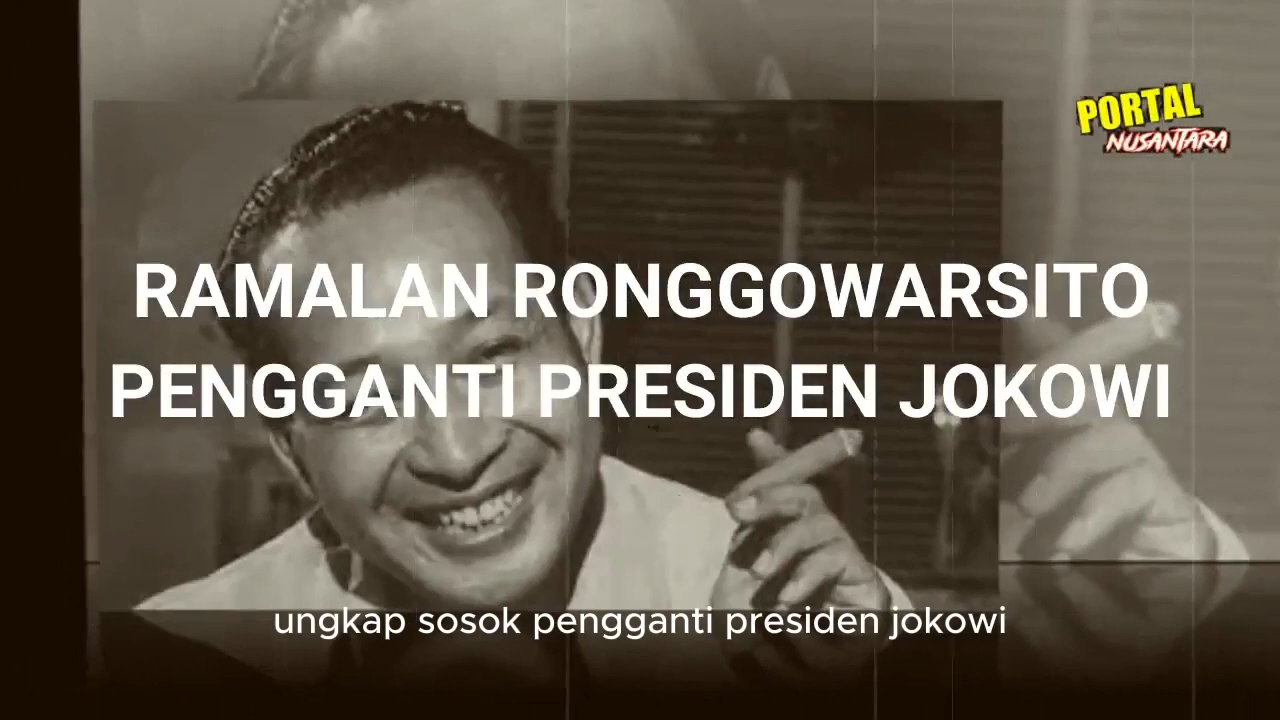 PORTAL
NUSANTARA
RAMALAN RONGGOWARSITO
PENGGANTI PRESIDEN JOKOWI
ungkap sosok pengganti presiden jokowi